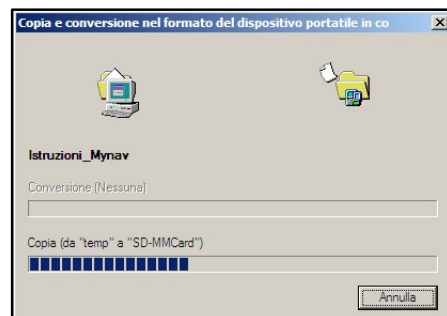 Copia e conversione nel formato del dispositivo portatile in co
Istruzioni_Mynav
Conversione (Nessuna)
Copia (da "temp" a "SD-MMCard")
Annulla